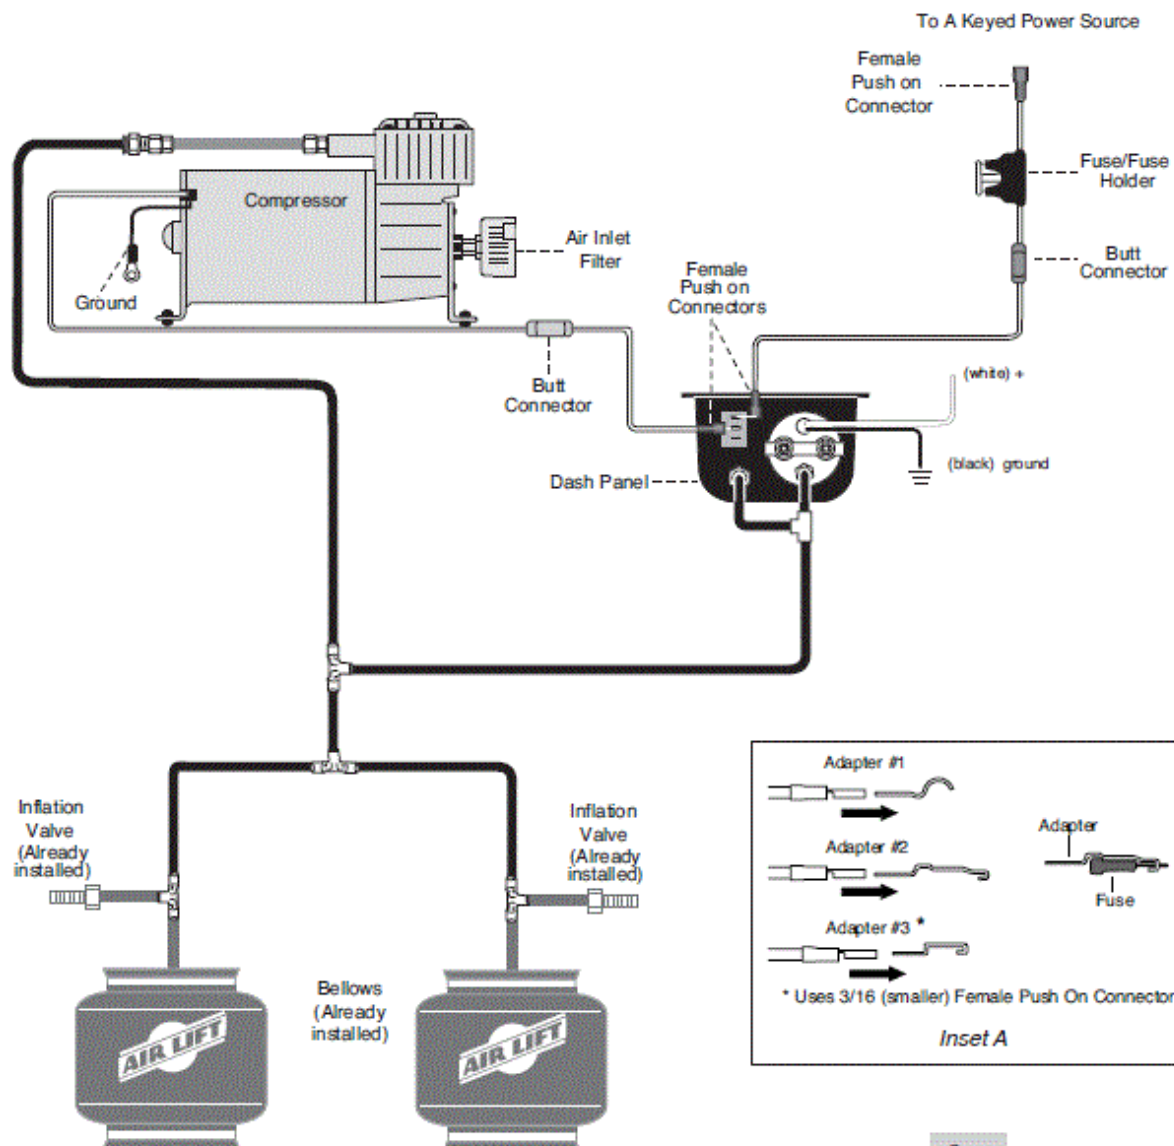 To A Keyed Power Source
Female
Push on
Connector
Fuse/Fuse
Holder
Compressor
Air Inlet
Filter
Butt
Connector
Female
Push on
Connectors
Ground
Butt
Connector
(white) +
(black) ground
Dash Panel
Inflation
Valve
(Already
installed)
Inflation
Valve
(Already
installed)
Bellows
(Already
installed)
AIR LIFT
AIR LIFT
Adapter #1
Adapter #2
Adapter #3 *
Adapter
Fuse
* Uses 3/16 (smaller) Female Push On Connector
Inset A